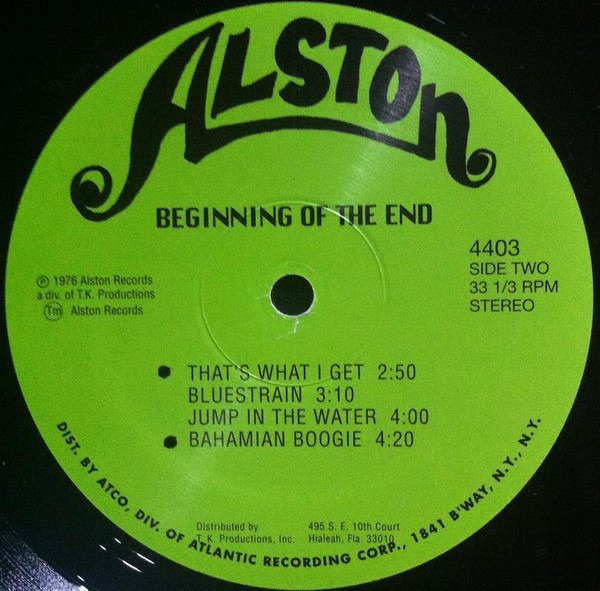 ALSTON
BEGINNING OF THE END
4403
SIDE TWO
33 1/3 RPM
STEREO
℗ 1976 Alston Records
a div. of T.K. Productions
Tm Alston Records
• THAT'S WHAT I GET 2:50
BLUESTRAIN 3:10
JUMP IN THE WATER 4:00
• BAHAMIAN BOOGIE 4:20
Distributed by
T. K. Productions, Inc.
495 S. E. 10th Court
Hialeah, Fla. 33010
DIST. BY ATCO, DIV. OF ATLANTIC RECORDING CORP., 1841 B'WAY, N.Y., N.Y.